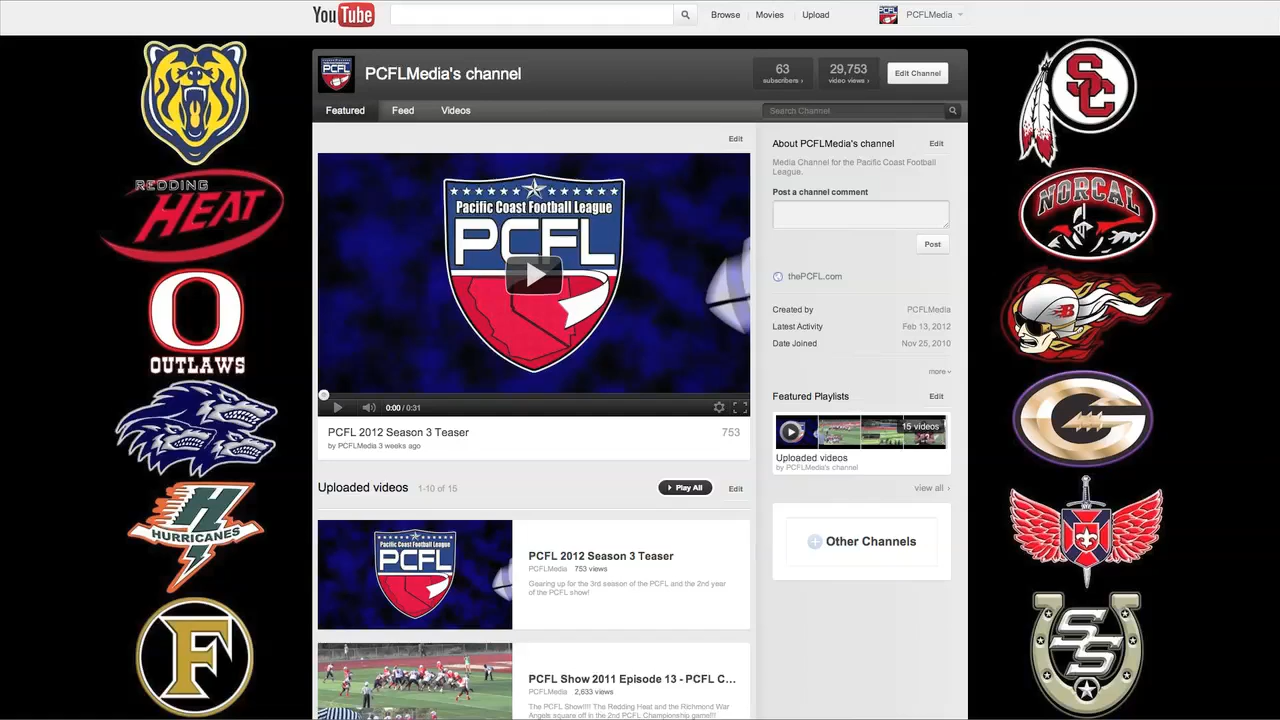 YouTube
Browse
Movies
Upload
PCFLMedia
PCFL
PCFLMedia's channel
63
subscribers ›
29,753
video views ›
Edit Channel
Featured
Feed
Videos
Search Channel
Edit
Pacific Coast Football League
PCFL
0:00 / 0:31
PCFL 2012 Season 3 Teaser
753
by PCFLMedia 3 weeks ago
Uploaded videos
1-10 of 15
Play All
Edit
Pacific Coast Football League
PCFL
PCFL 2012 Season 3 Teaser
PCFLMedia 753 views
Gearing up for the 3rd season of the PCFL and the 2nd year
of the PCFL show!
PCFL Show 2011 Episode 13 - PCFL C...
PCFLMedia 2,633 views
The PCFL Show!!!! The Redding Heat and the Richmond War
Angels square off in the 2nd PCFL Championship game!!!
About PCFLMedia's channel
Edit
Media Channel for the Pacific Coast Football
League.
Post a channel comment
Post
thePCFL.com
Created by
PCFLMedia
Latest Activity
Feb 13, 2012
Date Joined
Nov 25, 2010
more
Featured Playlists
Edit
15 videos
Uploaded videos
by PCFLMedia's channel
view all ›
Other Channels
REDDING
HEAT
O
OUTLAWS
H
HURRICANES
F
SC
NORCAL
B
G
SS